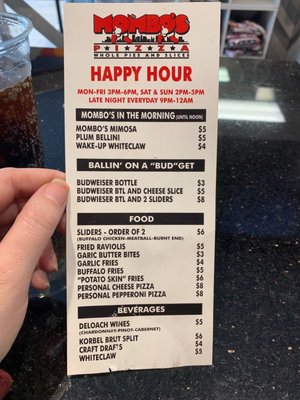 MOMBO'S
PIZZA
WHOLE PIES AND SLICES
HAPPY HOUR
MON-FRI 3PM-6PM, SAT & SUN 2PM-5PM
LATE NIGHT EVERYDAY 9PM-12AM
MOMBO'S IN THE MORNING (UNTIL NOON)
MOMBO'S MIMOSA $5
PLUM BELLINI $5
WAKE-UP WHITECLAW $4
BALLIN' ON A "BUD"GET
BUDWEISER BOTTLE $3
BUDWEISER BTL AND CHEESE SLICE $5
BUDWEISER BTL AND 2 SLIDERS $8
FOOD
SLIDERS - ORDER OF 2 $6
(BUFFALO CHICKEN-MEATBALL-BURNT END)
FRIED RAVIOLIS $5
GARIC BUTTER BITES $3
GARLIC FRIES $4
BUFFALO FRIES $5
"POTATO SKIN" FRIES $6
PERSONAL CHEESE PIZZA $8
PERSONAL PEPPERONI PIZZA $8
BEVERAGES
DELOACH WINES $5
(CHARDONNAY-PINOT-CABERNET)
KORBEL BRUT SPLIT $6
CRAFT DRAFT'S $4
WHITECLAW $5